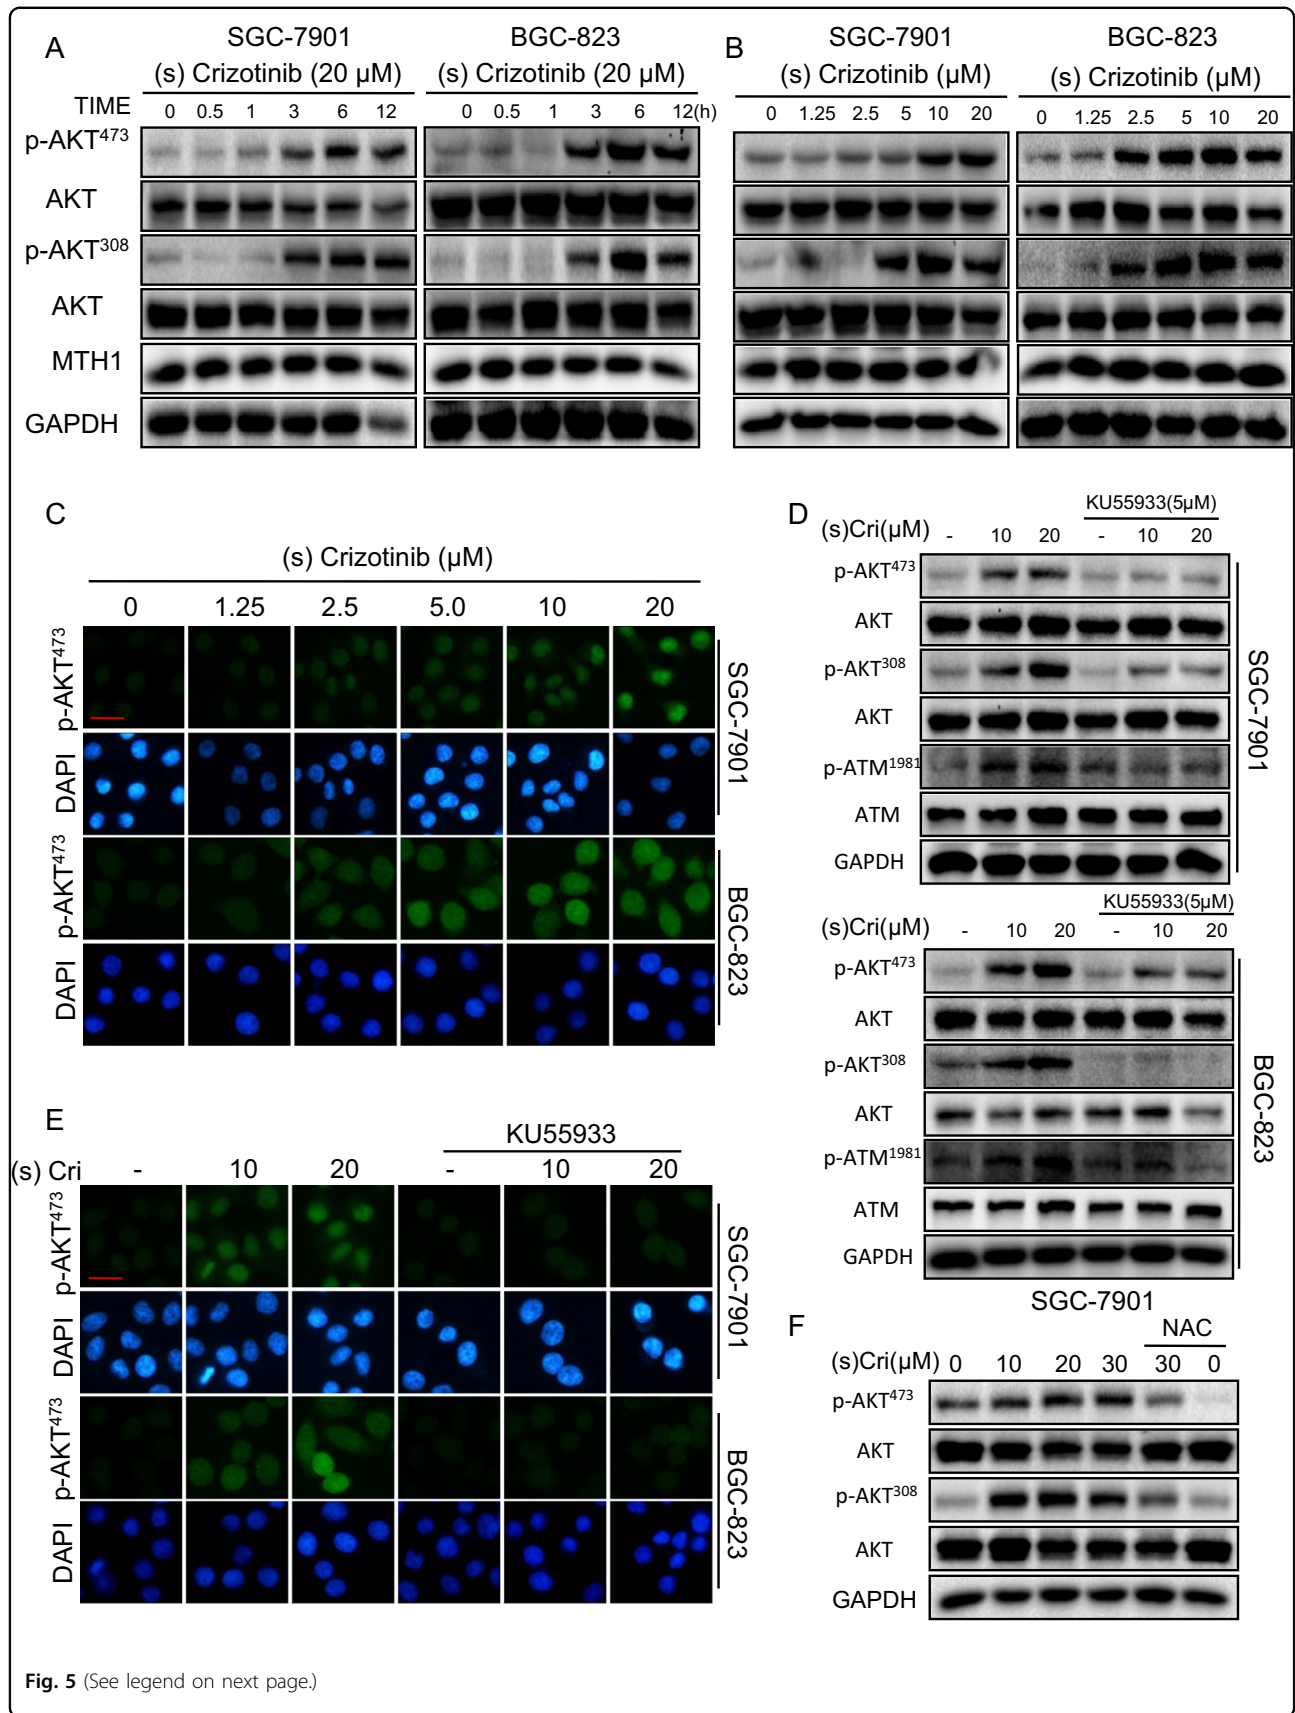 A
SGC-7901
BGC-823
(s) Crizotinib (20 µM)
(s) Crizotinib (20 µM)
TIME
0 0.5 1 3 6 12
0 0.5 1 3 6 12(h)
p-AKT473
AKT
p-AKT308
AKT
MTH1
GAPDH
B
SGC-7901
BGC-823
(s) Crizotinib (µM)
(s) Crizotinib (µM)
0 1.25 2.5 5 10 20
0 1.25 2.5 5 10 20
C
(s) Crizotinib (µM)
0 1.25 2.5 5.0 10 20
p-AKT473
DAPI
SGC-7901
p-AKT473
DAPI
BGC-823
D
KU55933(5µM)
(s)Cri(µM) - 10 20 - 10 20
p-AKT473
AKT
p-AKT308
AKT
p-ATM1981
ATM
GAPDH
SGC-7901
KU55933(5µM)
(s)Cri(µM) - 10 20 - 10 20
p-AKT473
AKT
p-AKT308
AKT
p-ATM1981
ATM
GAPDH
BGC-823
E
KU55933
(s) Cri - 10 20 - 10 20
p-AKT473
DAPI
SGC-7901
p-AKT473
DAPI
BGC-823
F
SGC-7901
NAC
(s)Cri(µM) 0 10 20 30 30 0
p-AKT473
AKT
p-AKT308
AKT
GAPDH
Fig. 5 (See legend on next page.)